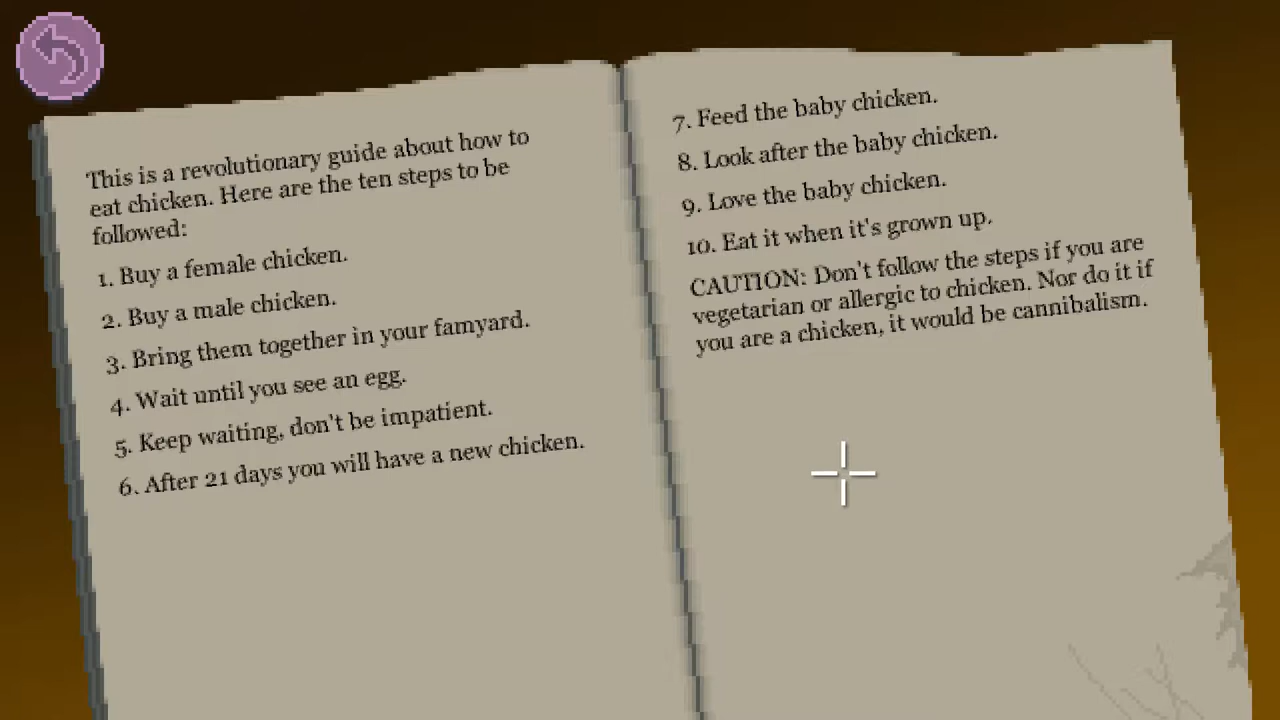 This is a revolutionary guide about how to
eat chicken. Here are the ten steps to be
followed:
1. Buy a female chicken.
2. Buy a male chicken.
3. Bring them together in your famyard.
4. Wait until you see an egg.
5. Keep waiting, don't be impatient.
6. After 21 days you will have a new chicken.
7. Feed the baby chicken.
8. Look after the baby chicken.
9. Love the baby chicken.
10. Eat it when it's grown up.
CAUTION: Don't follow the steps if you are
vegetarian or allergic to chicken. Nor do it if
you are a chicken, it would be cannibalism.